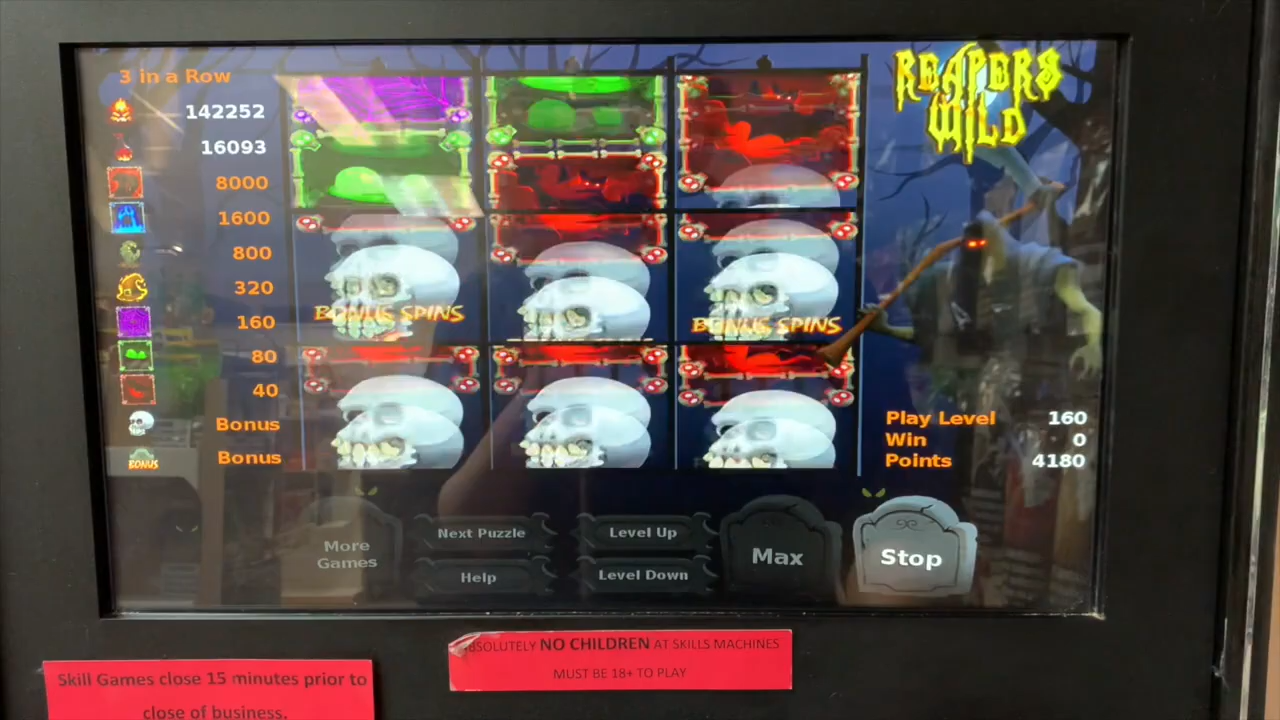 3 in a Row
142252
16093
8000
1600
800
320
160
80
40
Bonus
BONUS Bonus
REAPERS
WILD
BONUS SPINS
BONUS SPINS
Play Level 160
Win 0
Points 4180
More
Games
Next Puzzle
Help
Level Up
Level Down
Max
Stop
BSOLUTELY NO CHILDREN AT SKILLS MACHINES
MUST BE 18+ TO PLAY
Skill Games close 15 minutes prior to
close of business.